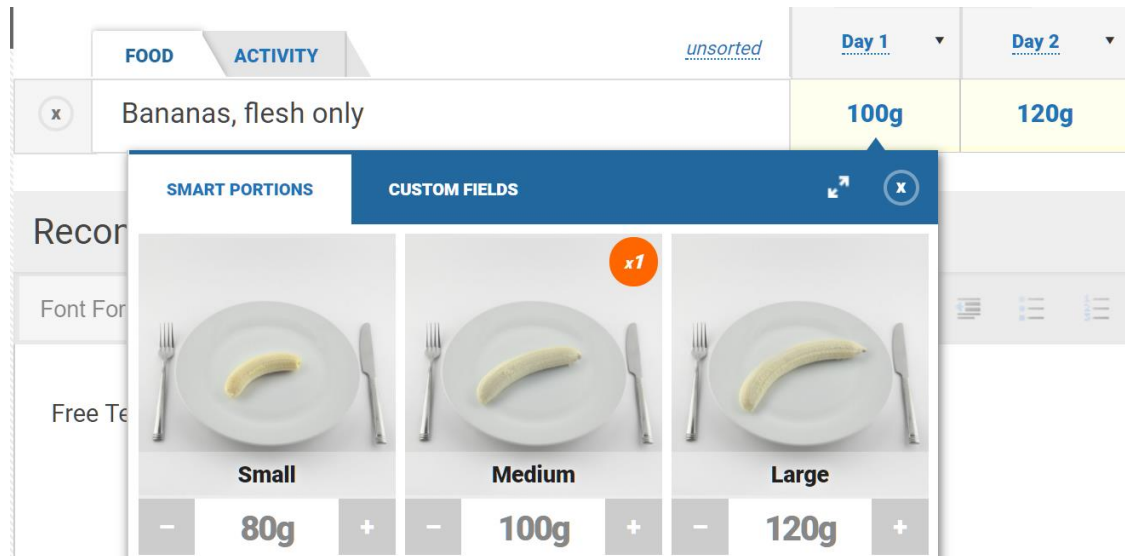 FOOD ACTIVITY unsorted Day 1 Day 2
x Bananas, flesh only 100g 120g
SMART PORTIONS CUSTOM FIELDS x
Recon
x1
Font For
Free Te
Small Medium Large
- 80g + - 100g + - 120g +